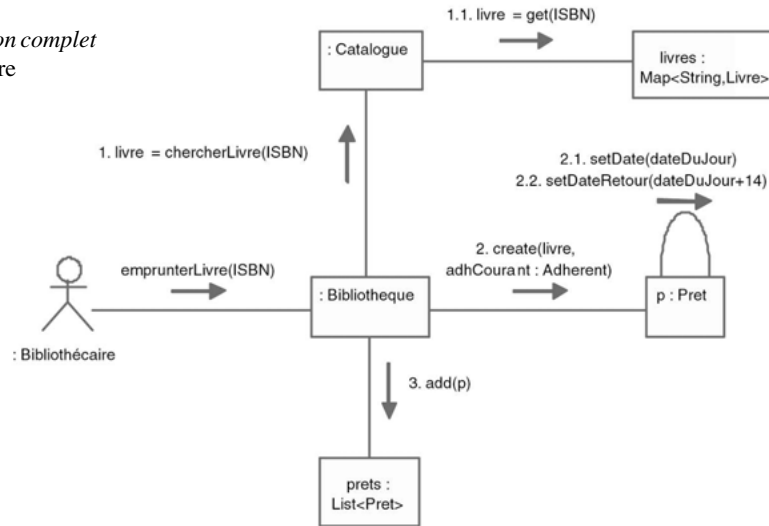 on complet
re
1.1. livre = get(ISBN)
: Catalogue
livres :
Map<String,Livre>
1. livre = chercherLivre(ISBN)
2.1. setDate(dateDuJour)
2.2. setDateRetour(dateDuJour+14)
emprunterLivre(ISBN)
2. create(livre,
adhCourant : Adherent)
: Bibliotheque
p : Pret
: Bibliothécaire
3. add(p)
prets :
List<Pret>